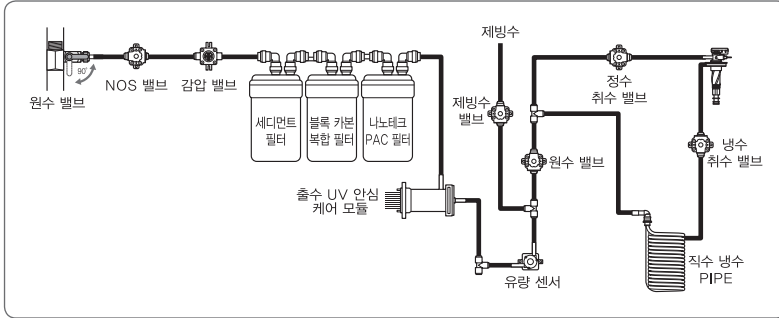 제빙수
90˚
원수 밸브
NOS 밸브
감압 밸브
세디먼트
필터
블록 카본
복합 필터
나노테크
PAC 필터
제빙수
밸브
정수
취수 밸브
원수 밸브
냉수
취수 밸브
출수 UV 안심
케어 모듈
유량 센서
직수 냉수
PIPE